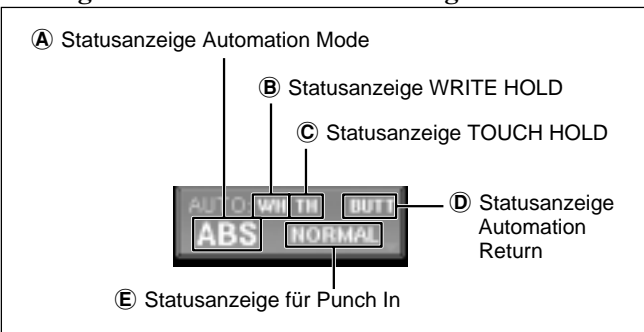 Ⓐ Statusanzeige Automation Mode
Ⓑ Statusanzeige WRITE HOLD
Ⓒ Statusanzeige TOUCH HOLD
AUTO: WH TH BUTT
ABS NORMAL
Ⓓ Statusanzeige
Automation
Return
Ⓔ Statusanzeige für Punch In